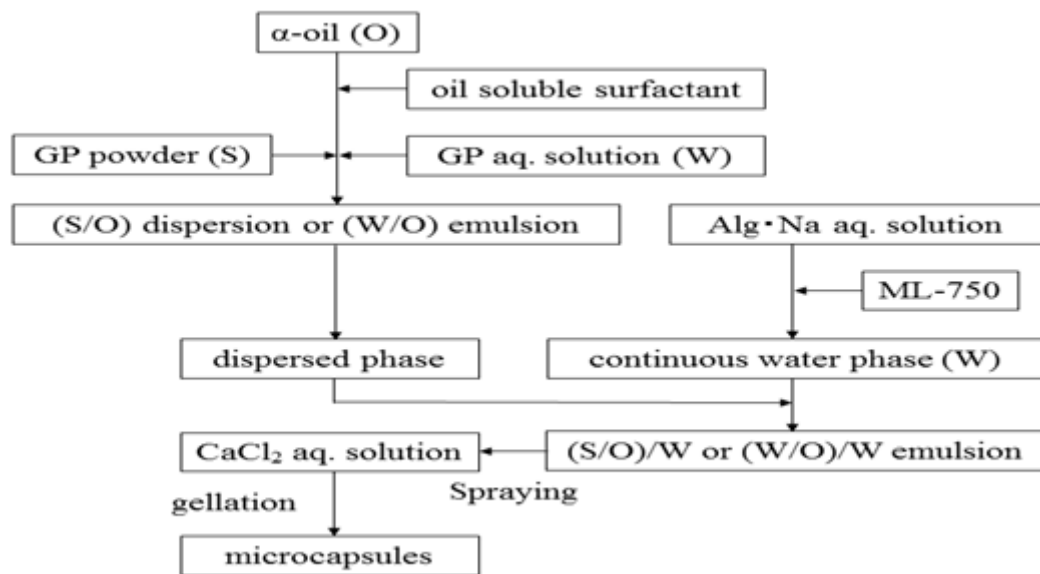 α-oil (O)
oil soluble surfactant
GP powder (S)
GP aq. solution (W)
(S/O) dispersion or (W/O) emulsion
Alg･Na aq. solution
ML-750
dispersed phase
continuous water phase (W)
CaCl₂ aq. solution
(S/O)/W or (W/O)/W emulsion
Spraying
gellation
microcapsules